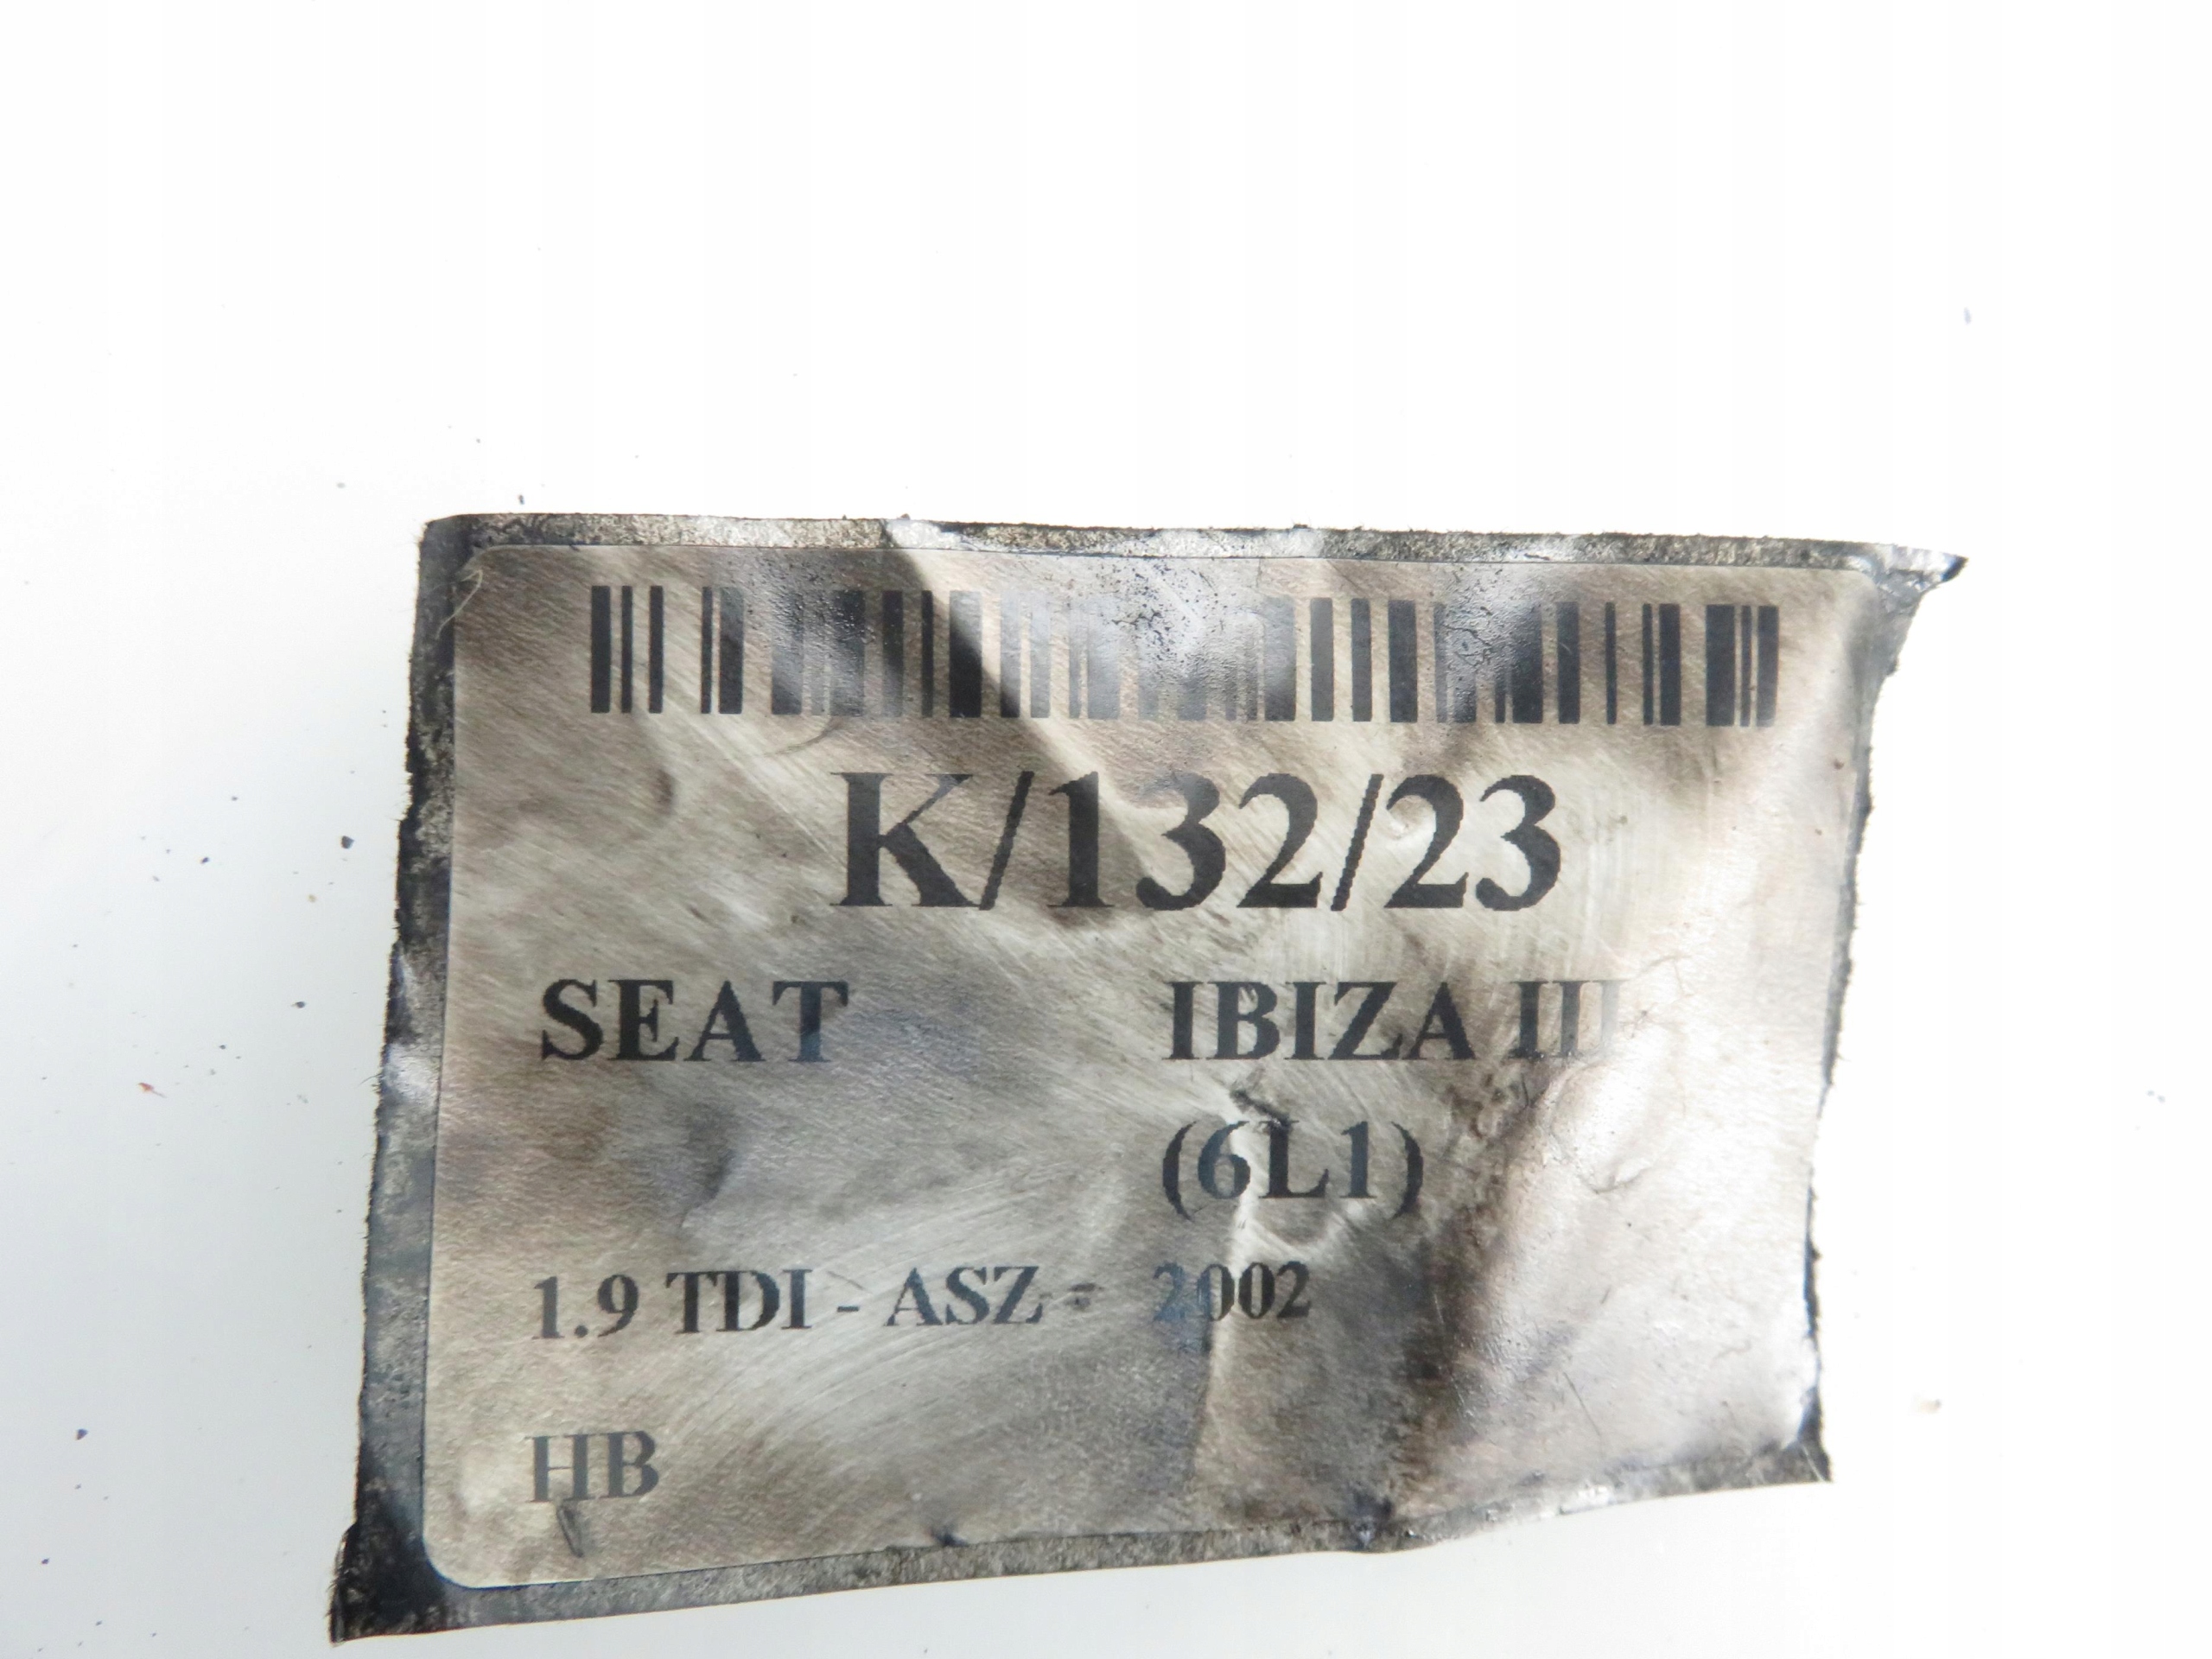 K/132/23
SEAT IBIZA III
(6L1)
1.9 TDI - ASZ - 2002
HB